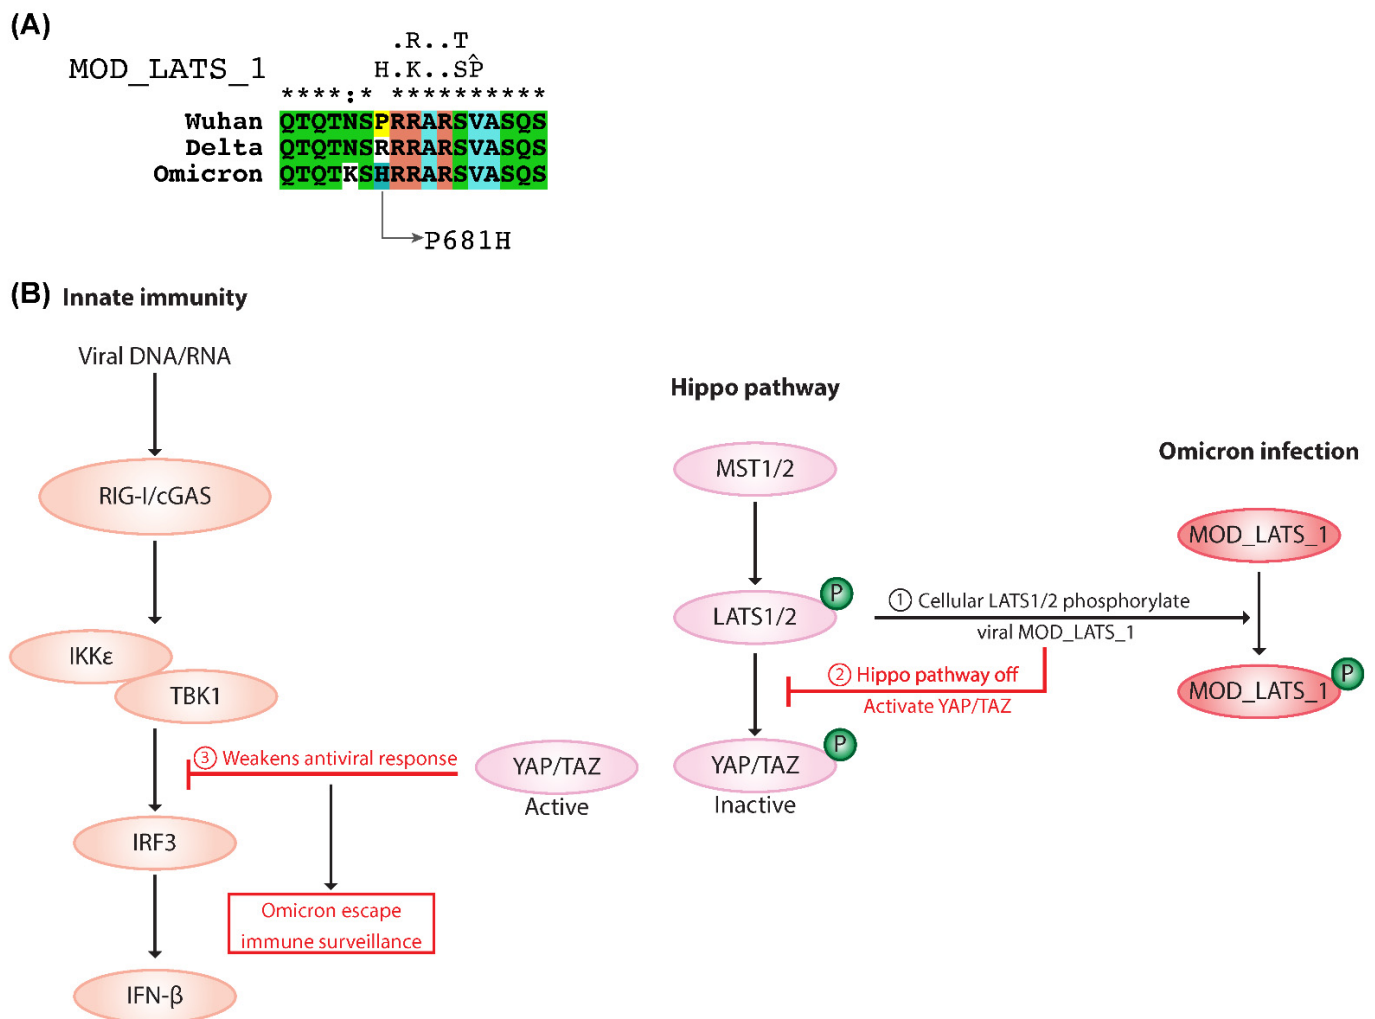 (A)
.R..T
MOD_LATS_1 H.K..S^P
****:* **********
Wuhan QTQTNSPRRARSVASQS
Delta QTQTNSRRRARSVASQS
Omicron QTQTKSHRRARSVASQS
P681H
(B) Innate immunity
Viral DNA/RNA
RIG-I/cGAS
IKKε
TBK1
③ Weakens antiviral response
IRF3
Omicron escape
immune surveillance
IFN-β
YAP/TAZ
Active
Hippo pathway
MST1/2
LATS1/2
P
① Cellular LATS1/2 phosphorylate
viral MOD_LATS_1
② Hippo pathway off
Activate YAP/TAZ
YAP/TAZ
P
Inactive
Omicron infection
MOD_LATS_1
MOD_LATS_1
P